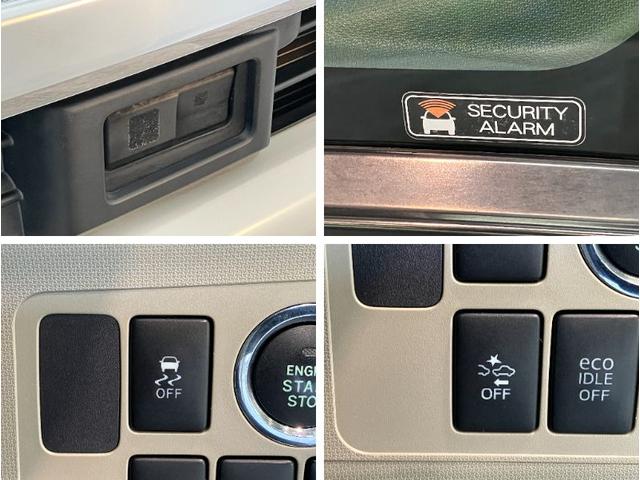 SECURITY
ALARM
OFF
ENG
STA
STO
OFF
eco
IDLE
OFF